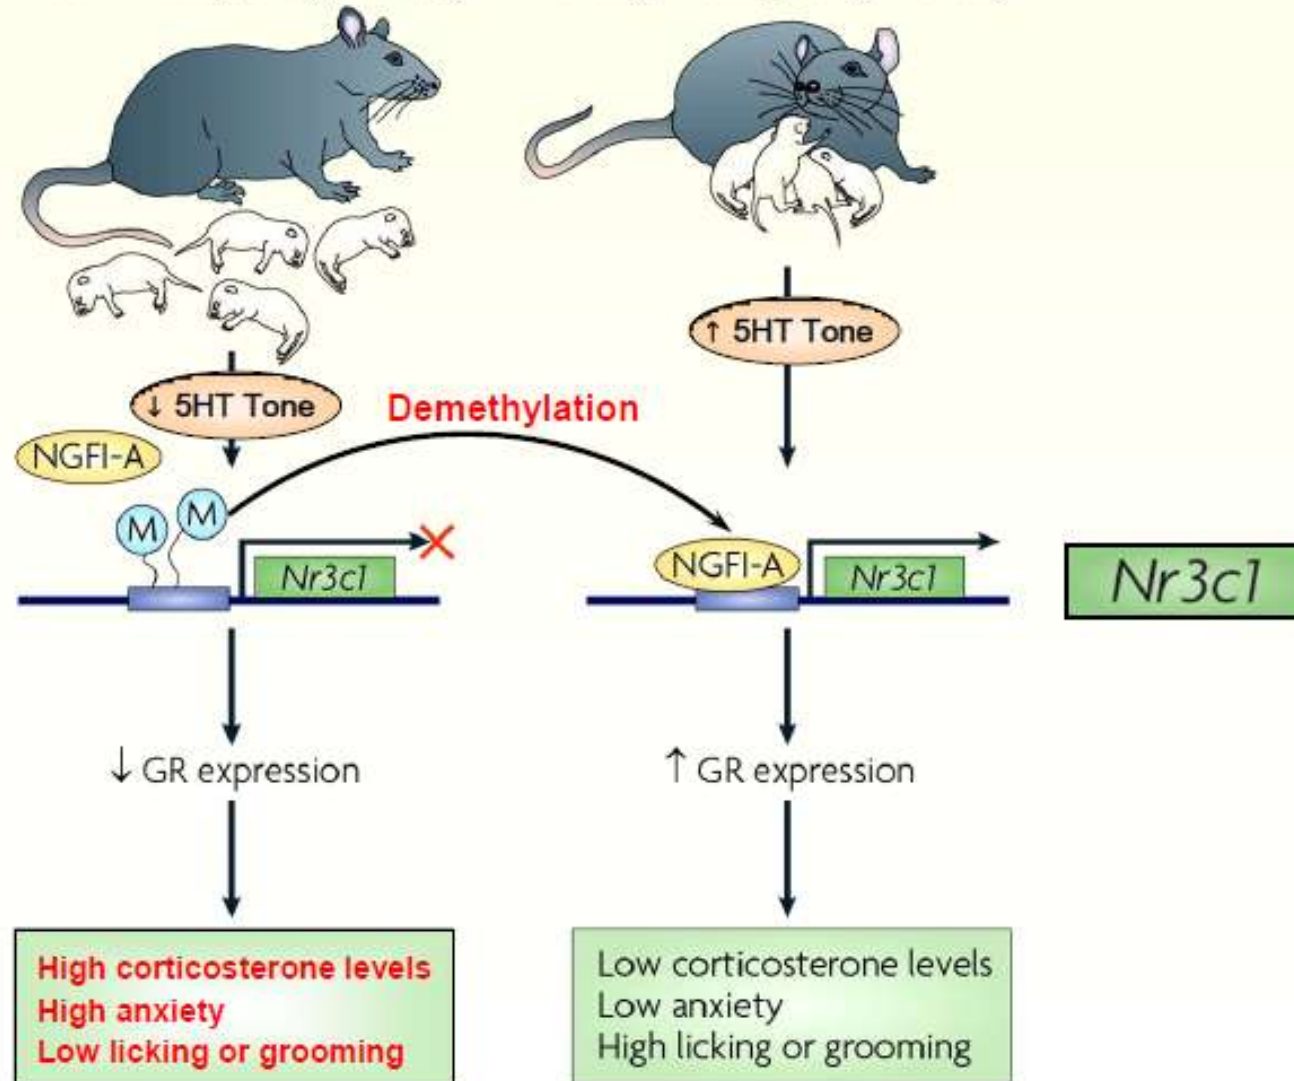 ↓ 5HT Tone
NGFI-A
M
M
Nr3c1
↓ GR expression
High corticosterone levels
High anxiety
Low licking or grooming
Demethylation
↑ 5HT Tone
NGFI-A
Nr3c1
↑ GR expression
Low corticosterone levels
Low anxiety
High licking or grooming
Nr3c1